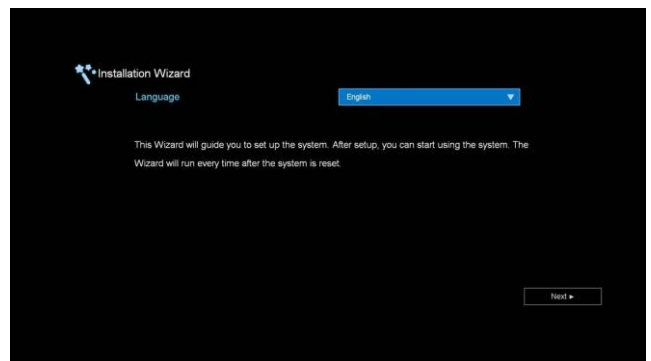 Installation Wizard
Language
English
This Wizard will guide you to set up the system. After setup, you can start using the system. The
Wizard will run every time after the system is reset.
Next ►